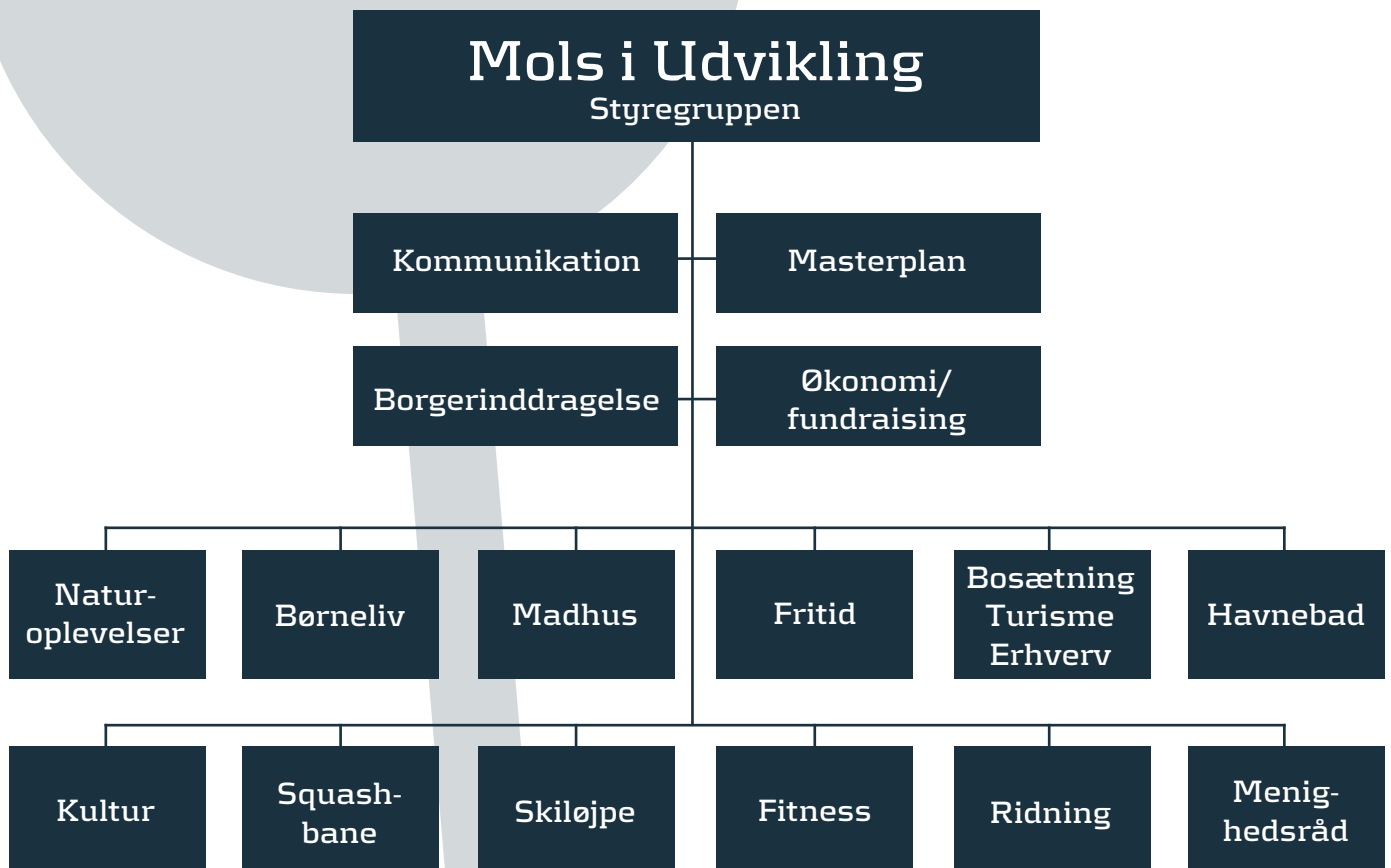 Mols i Udvikling
Styregruppen
Kommunikation
Masterplan
Borgerinddragelse
Økonomi/
fundraising
Natur-
oplevelser
Børneliv
Madhus
Fritid
Bosætning
Turisme
Erhverv
Havnebad
Kultur
Squash-
bane
Skiløjpe
Fitness
Ridning
Menig-
hedsråd